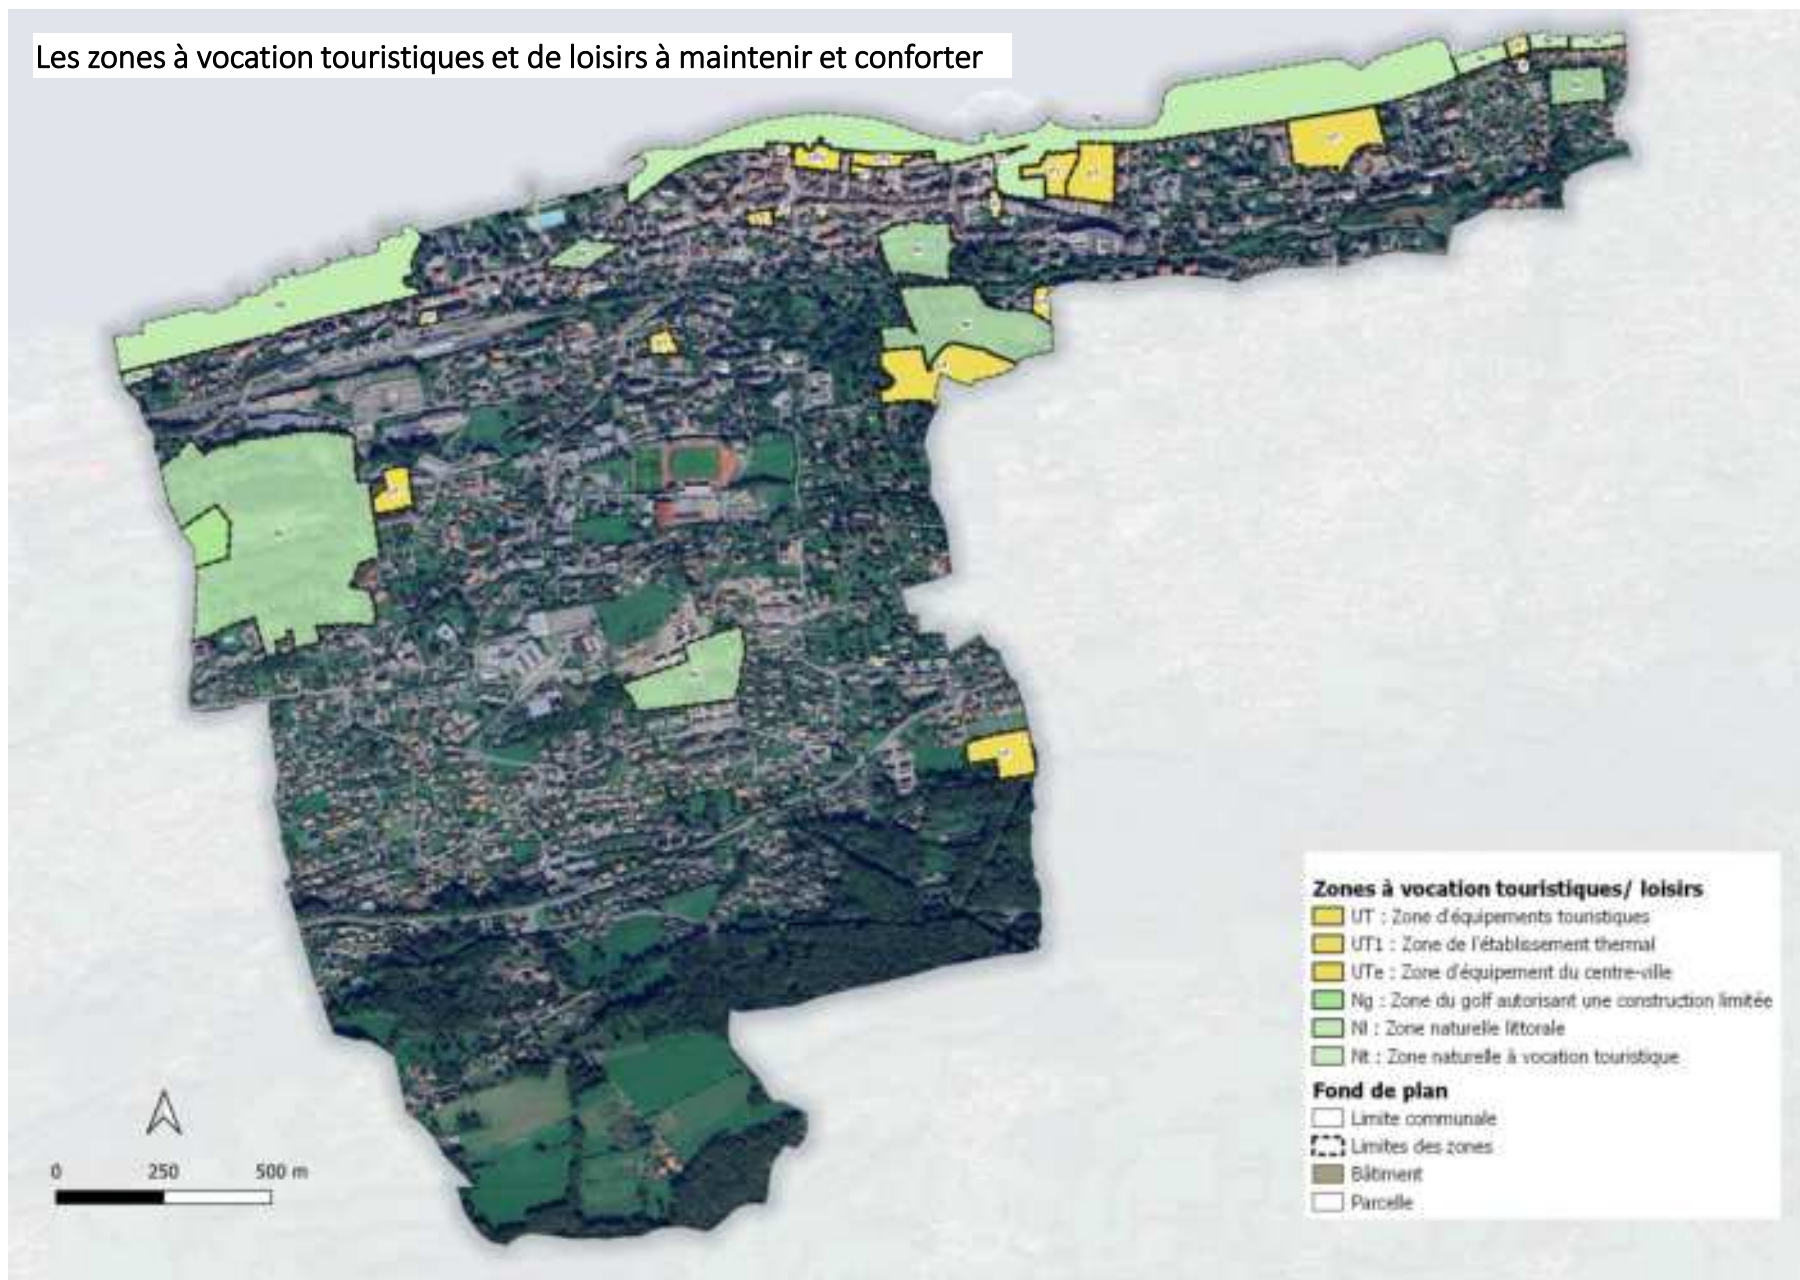 Les zones à vocation touristiques et de loisirs à maintenir et conforter
Zones à vocation touristiques/ loisirs
UT : Zone d'équipements touristiques
UT1 : Zone de l'établissement thermal
UTe : Zone d'équipement du centre-ville
Ng : Zone du golf autorisant une construction limitée
Nl : Zone naturelle littorale
Nt : Zone naturelle à vocation touristique
Fond de plan
Limite communale
Limites des zones
Bâtiment
Parcelle
0 250 500 m